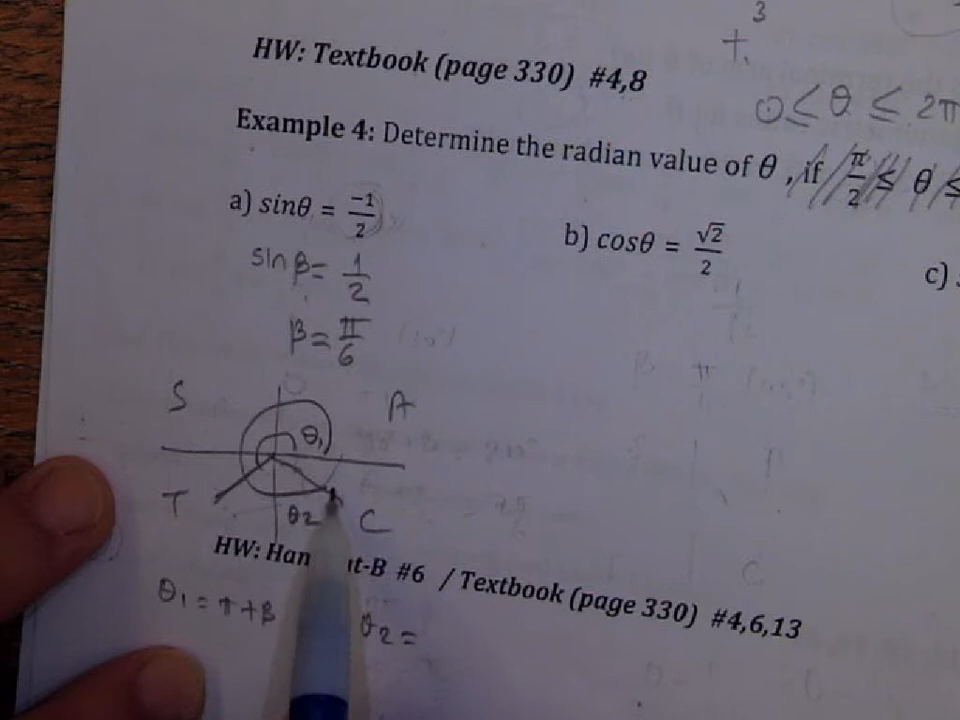 3
+
HW: Textbook (page 330) #4,8
0 ≤ θ ≤ 2π
Example 4: Determine the radian value of θ, if π/2 ≤ θ ≤
a) sinθ = -1/2
b) cosθ = √2/2
c)
sin β = 1/2
β = π/6
S A
θ1
T θ2 C
HW: Han ut-B #6 / Textbook (page 330) #4,6,13
θ1 = π + β
θ2 =